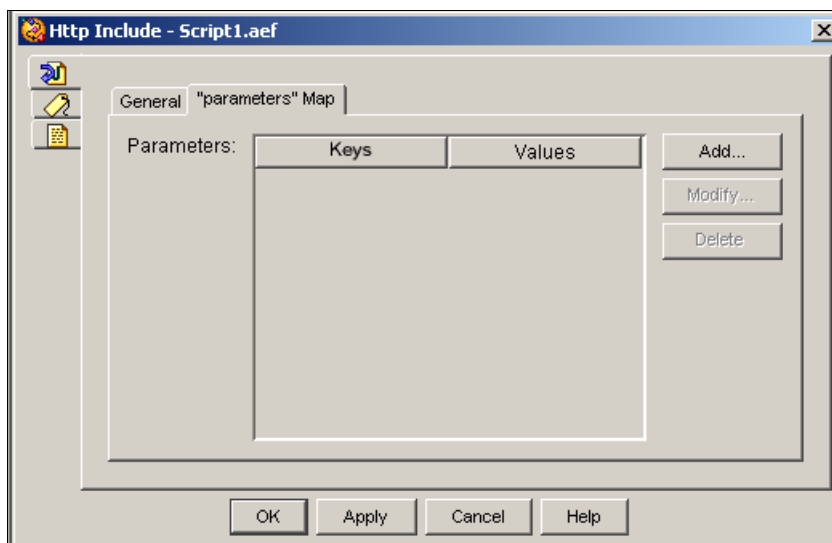 Http Include - Script1.aef
General "parameters" Map
Parameters: Keys Values Add...
Modify...
Delete
OK Apply Cancel Help